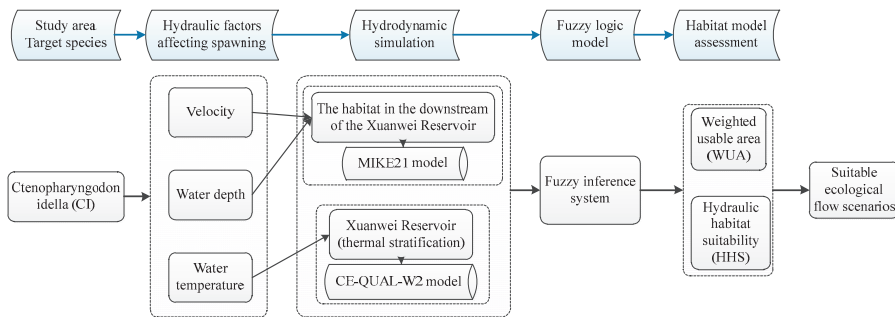 Study area
Target species
Hydraulic factors
affecting spawning
Hydrodynamic
simulation
Fuzzy logic
model
Habitat model
assessment
Ctenopharyngodon
idella (CI)
Velocity
Water depth
Water
temperature
The habitat in the downstream
of the Xuanwei Reservoir
MIKE21 model
Xuanwei Reservoir
(thermal stratification)
CE-QUAL-W2 model
Fuzzy inference
system
Weighted
usable area
(WUA)
Hydraulic
habitat
suitability
(HHS)
Suitable
ecological
flow scenarios